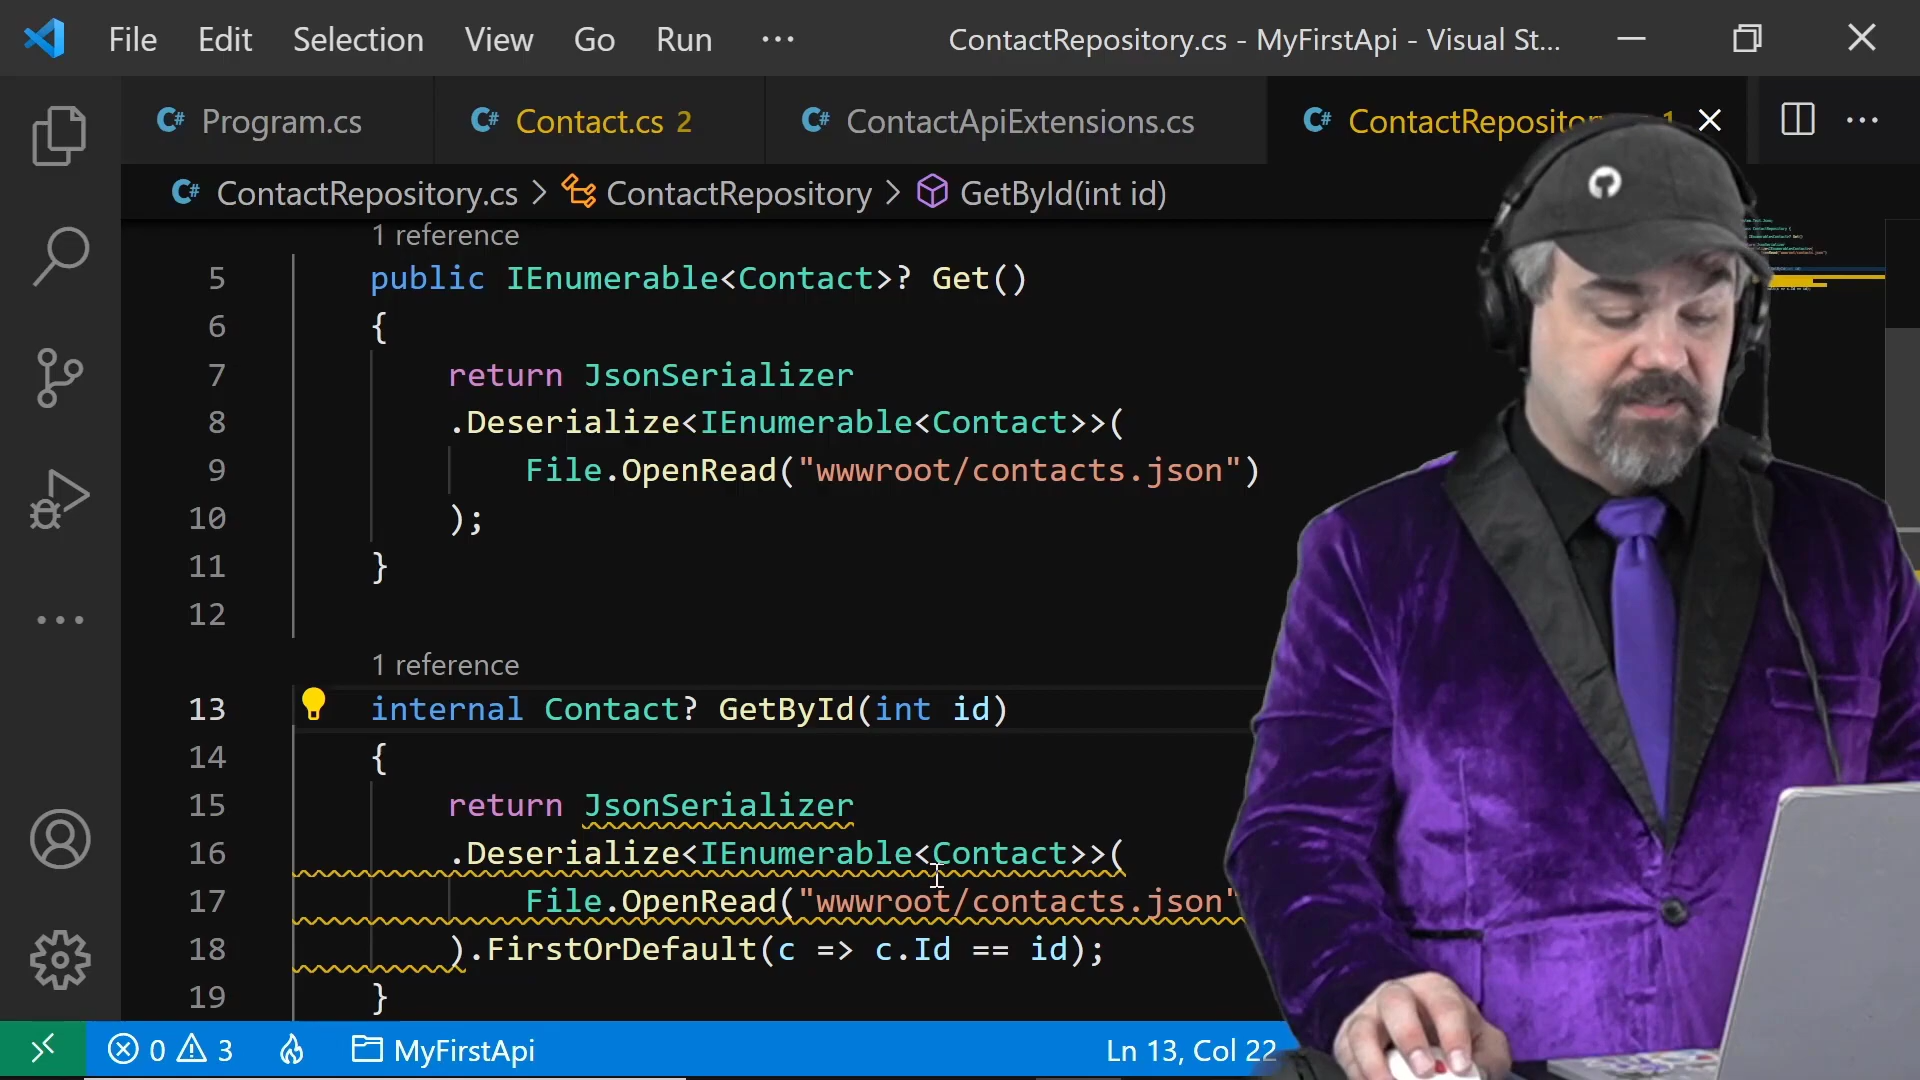 File Edit Selection View Go Run ... ContactRepository.cs - MyFirstApi - Visual St...
C# Program.cs C# Contact.cs 2 C# ContactApiExtensions.cs C# ContactRepositor
C# ContactRepository.cs > ContactRepository > GetById(int id)
1 reference
5 public IEnumerable<Contact>? Get()
6 {
7 return JsonSerializer
8 .Deserialize<IEnumerable<Contact>>(
9 File.OpenRead("wwwroot/contacts.json")
10 );
11 }
12
1 reference
13 internal Contact? GetById(int id)
14 {
15 return JsonSerializer
16 .Deserialize<IEnumerable<Contact>>(
17 File.OpenRead("wwwroot/contacts.json"
18 ).FirstOrDefault(c => c.Id == id);
19 }
0 3 MyFirstApi Ln 13, Col 22